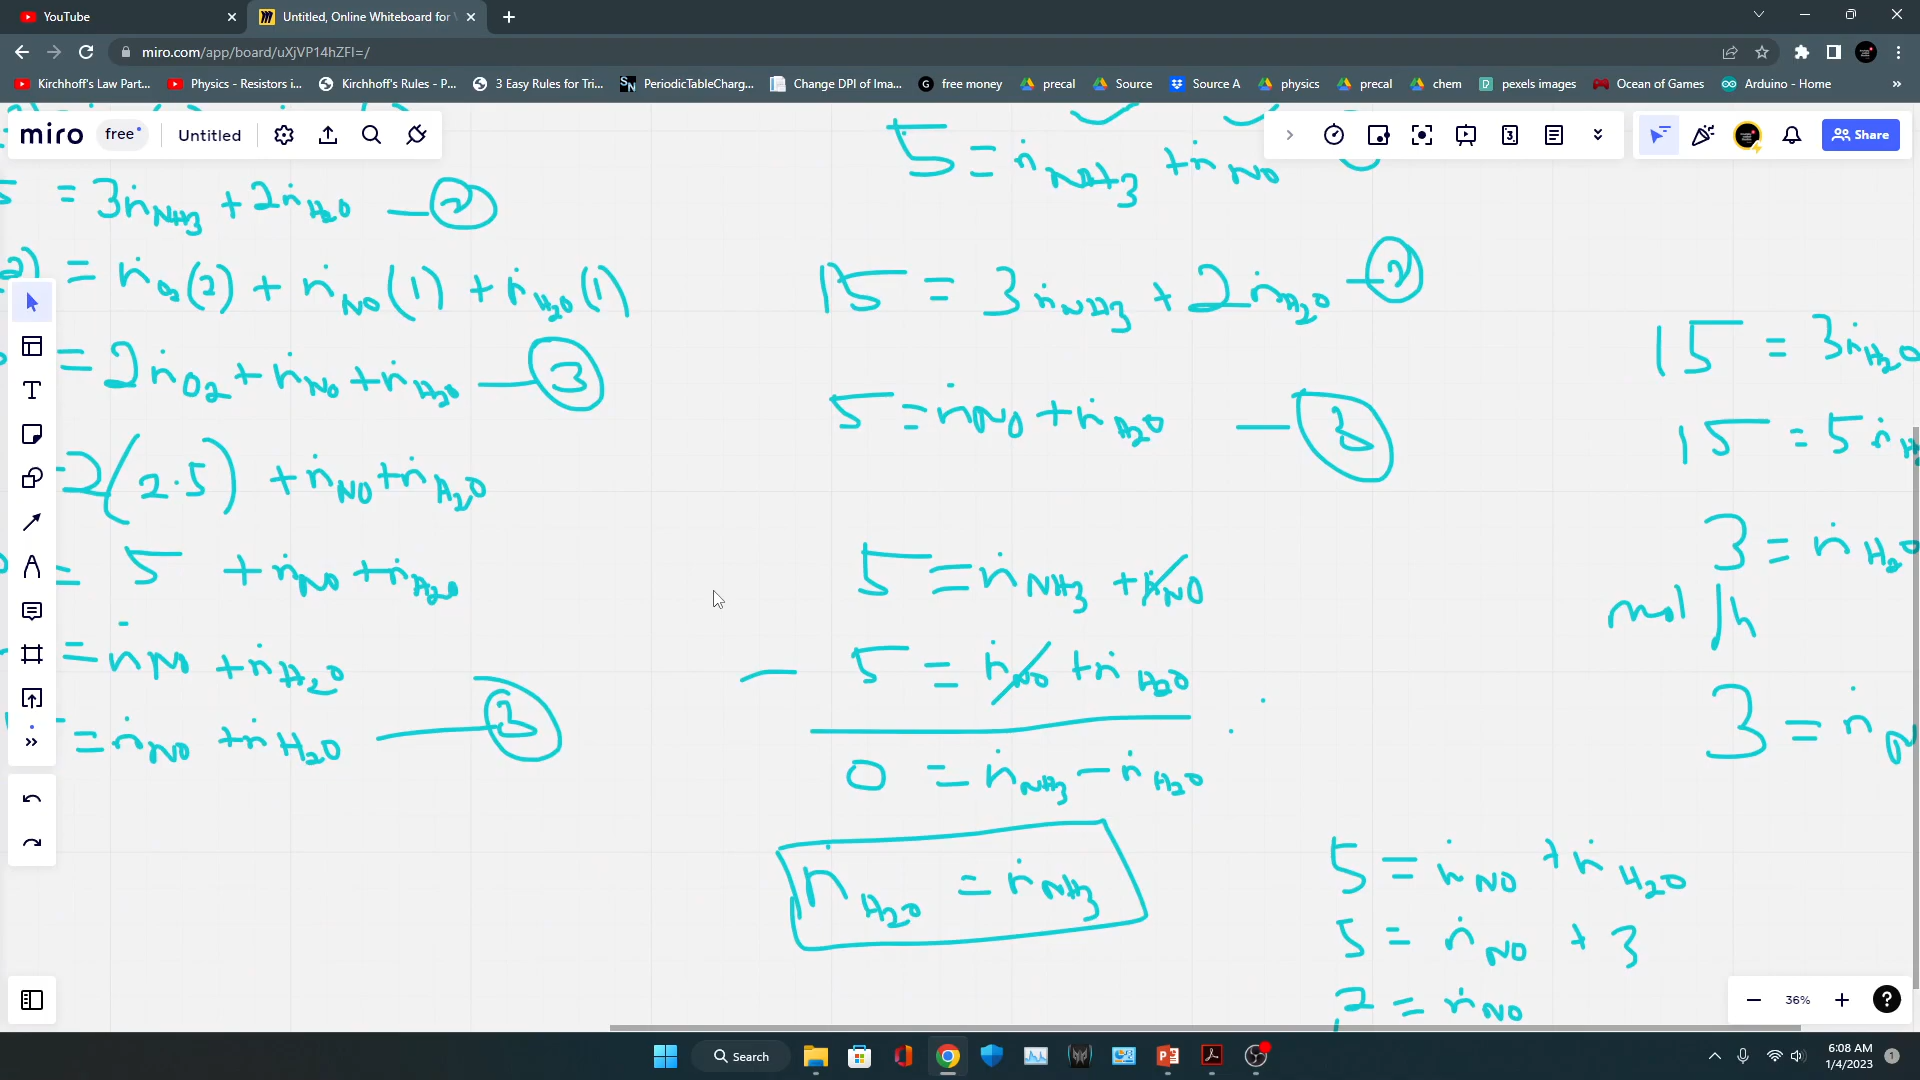 YouTube
Untitled, Online Whiteboard for
miro.com/app/board/uXjVP14hZFI=/
Kirchhoff's Law Part...
Physics - Resistors i...
Kirchhoff's Rules - P...
3 Easy Rules for Tri...
PeriodicTableCharg...
Change DPI of Ima...
free money
precal
Source
Source A
physics
precal
chem
pexels images
Ocean of Games
Arduino - Home
miro
free
Untitled
Share
5 = 3ṅNH3 + 2ṅH2O — ②
= ṅO2(2) + ṅNO(1) + ṅH2O(1)
= 2ṅO2 + ṅNO + ṅH2O — ③
= 2(2.5) + ṅNO + ṅH2O
= 5 + ṅNO + ṅH2O
= ṅNO + ṅH2O
= ṅNO + ṅH2O — ③
5 = ṅNH3 + ṅNO
15 = 3ṅNH3 + 2ṅH2O — ②
5 = ṅNO + ṅH2O — ③
5 = ṅNH3 + ṅNO
— 5 = ṅNO + ṅH2O
0 = ṅNH3 − ṅH2O
ṅH2O = ṅNH3
15 = 3ṅH2O
15 = 5ṅH
3 = ṅH2O
mol/h
3 = ṅN
5 = ṅNO + ṅH2O
5 = ṅNO + 3
2 = ṅNO
36%
Search
6:08 AM
1/4/2023